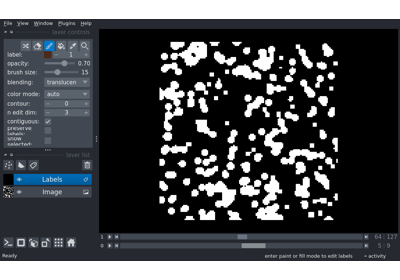 File View Window Plugins Help
layer controls
label: 1
opacity: 0.70
brush size: 15
blending: translucen
color mode: auto
contour: 0
n edit dim: 3
contiguous:
preserve labels:
show selected:
layer list
Labels
Image
1 64 127
0 5 9
Ready enter paint or fill mode to edit labels activity